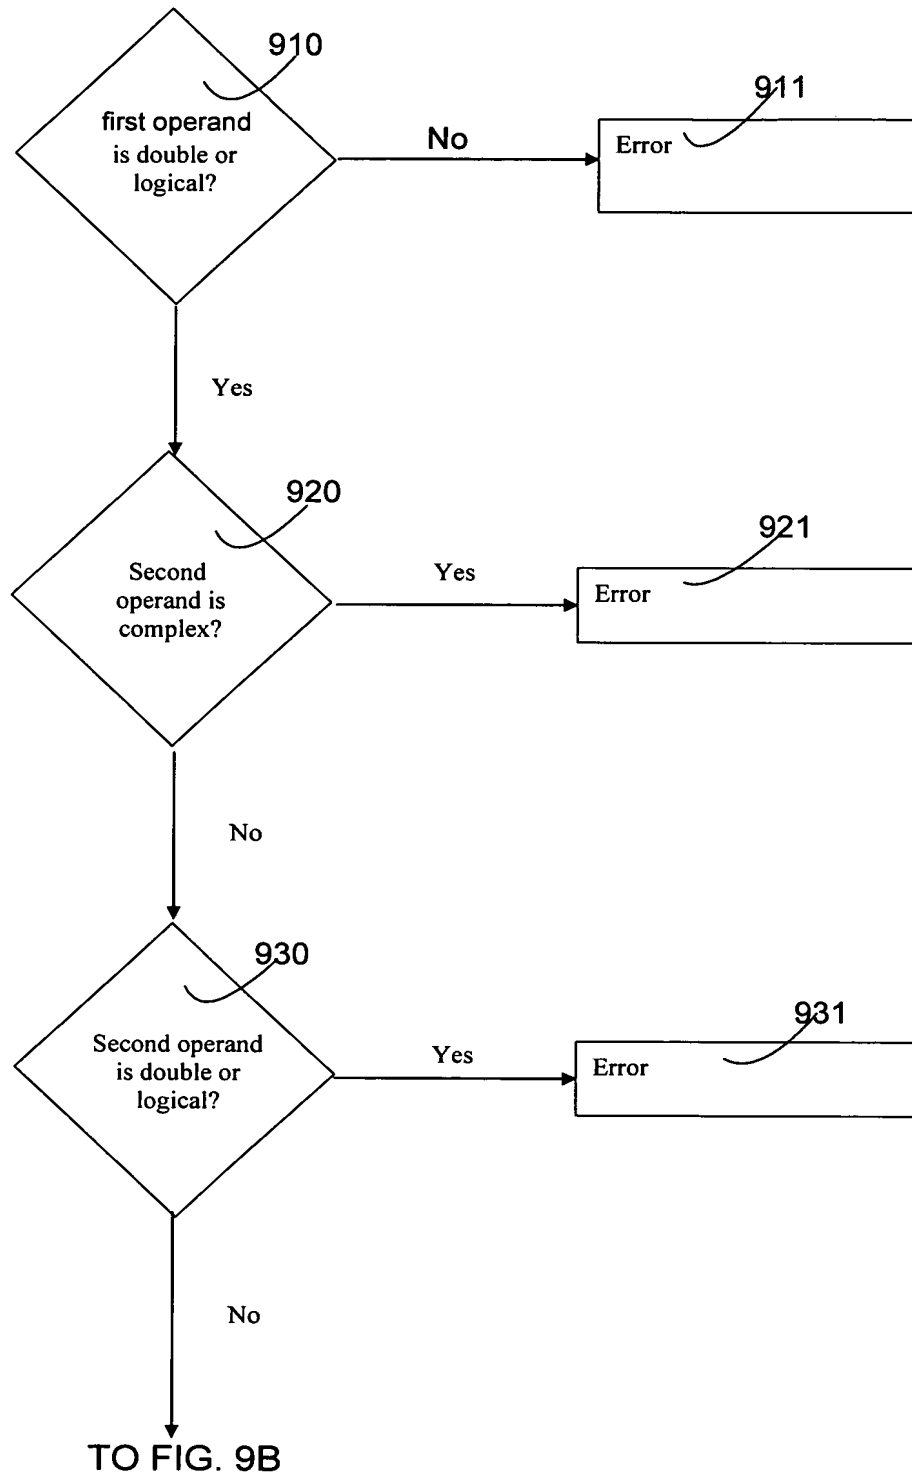 910
first operand
is double or
logical?
No
911
Error
Yes
920
Second
operand is
complex?
Yes
921
Error
No
930
Second operand
is double or
logical?
Yes
931
Error
No
TO FIG. 9B